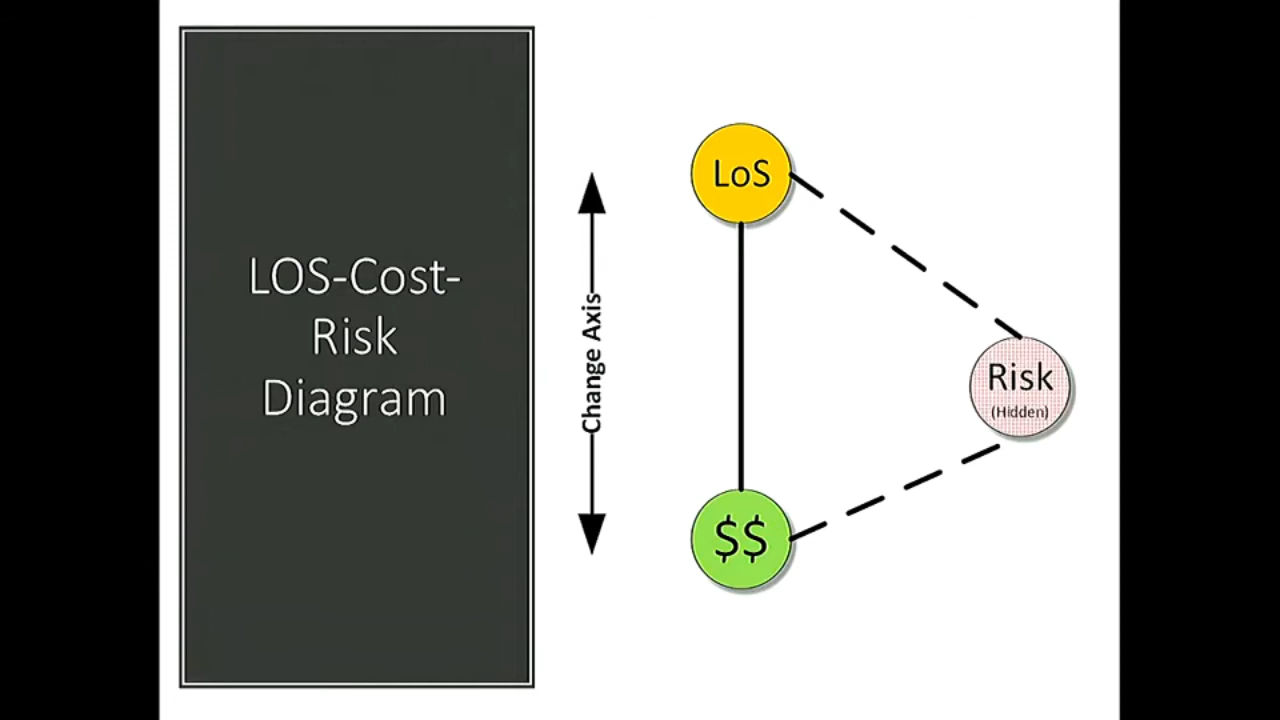 LOS-Cost-
Risk
Diagram
Change Axis
LoS
Risk
(Hidden)
$$